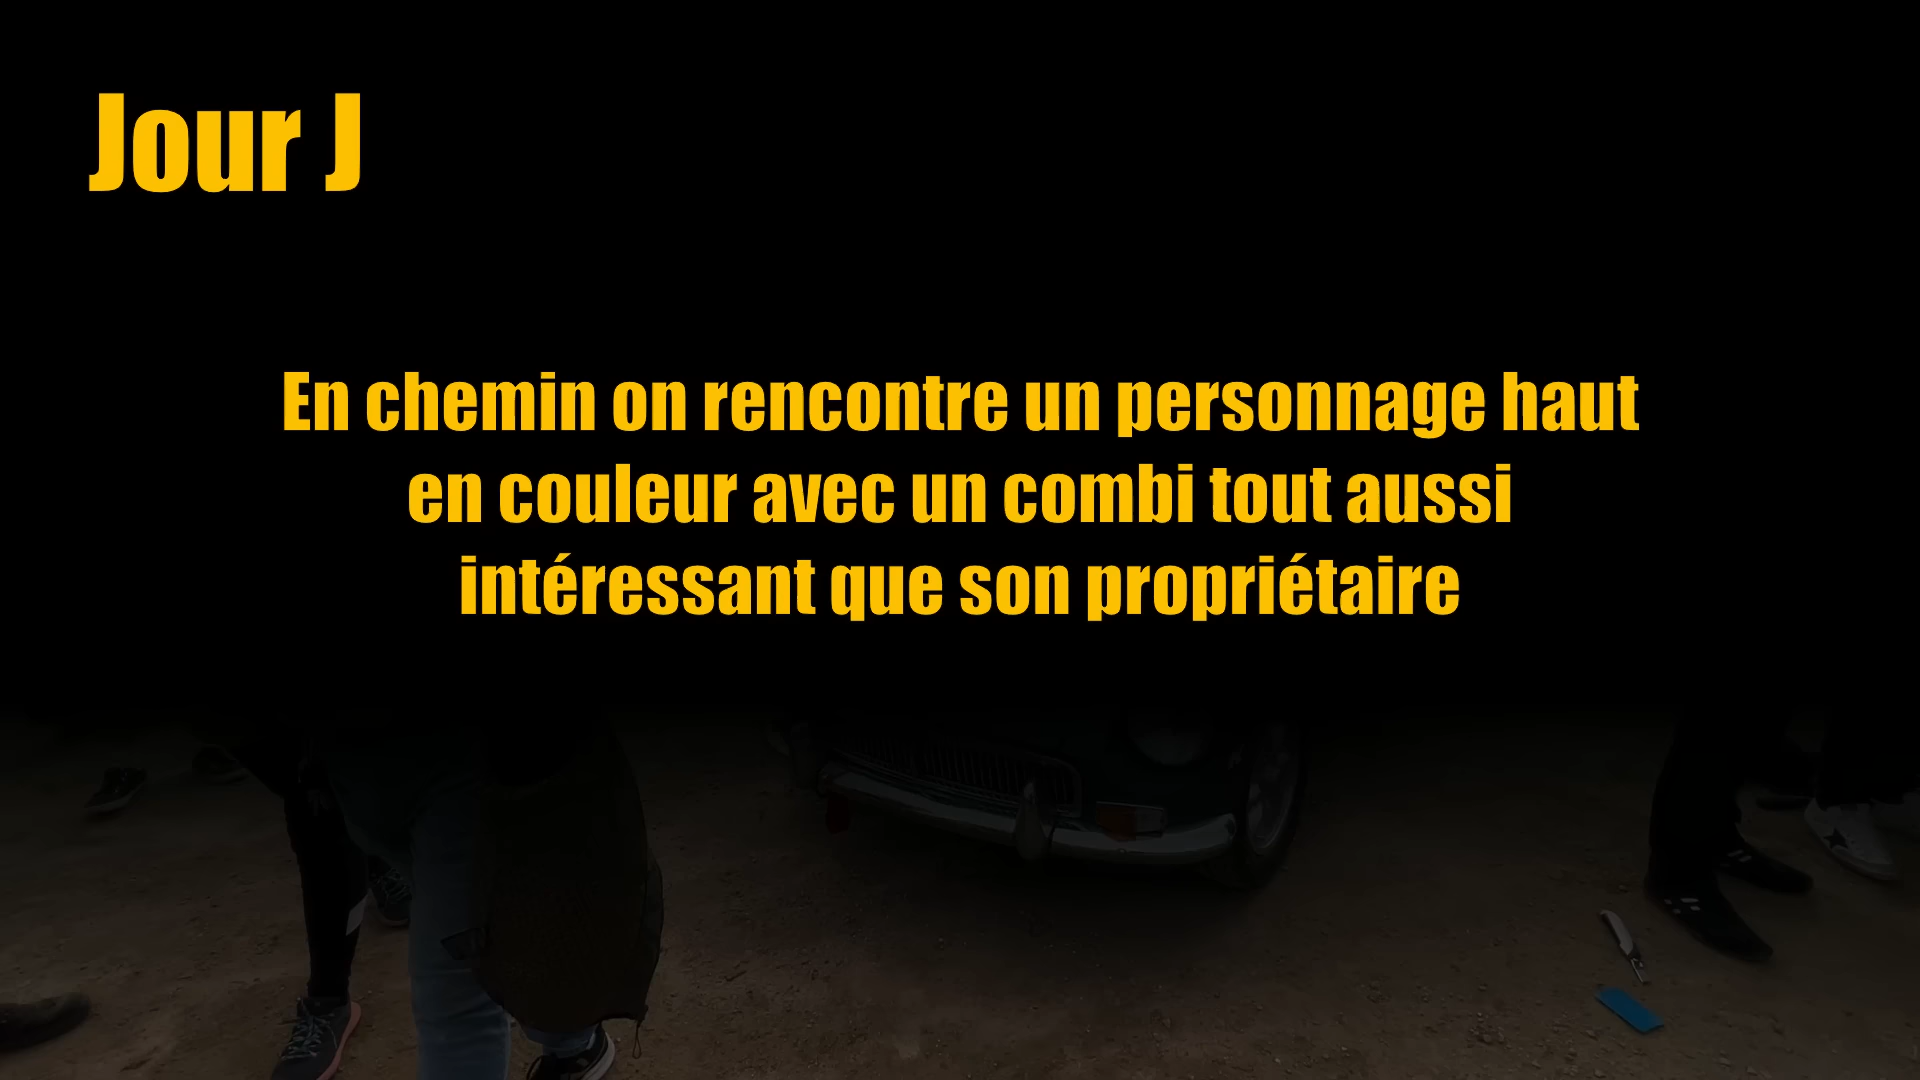 Jour J
En chemin on rencontre un personnage haut
en couleur avec un combi tout aussi
intéressant que son propriétaire